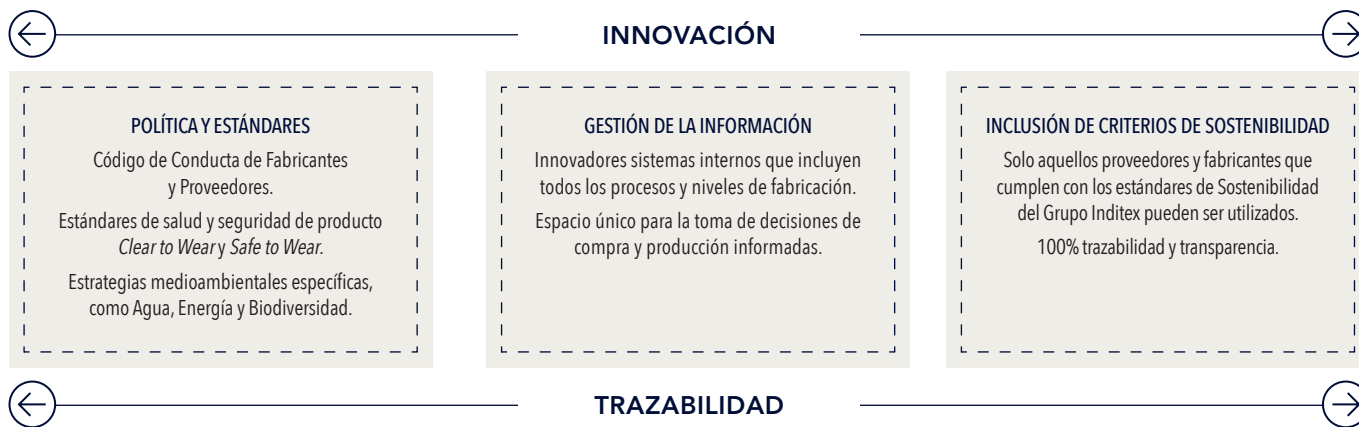 INNOVACIÓN
POLÍTICA Y ESTÁNDARES
Código de Conducta de Fabricantes
y Proveedores.
Estándares de salud y seguridad de producto
Clear to Wear y Safe to Wear.
Estrategias medioambientales específicas,
como Agua, Energía y Biodiversidad.
GESTIÓN DE LA INFORMACIÓN
Innovadores sistemas internos que incluyen
todos los procesos y niveles de fabricación.
Espacio único para la toma de decisiones de
compra y producción informadas.
INCLUSIÓN DE CRITERIOS DE SOSTENIBILIDAD
Solo aquellos proveedores y fabricantes que
cumplen con los estándares de Sostenibilidad
del Grupo Inditex pueden ser utilizados.
100% trazabilidad y transparencia.
TRAZABILIDAD